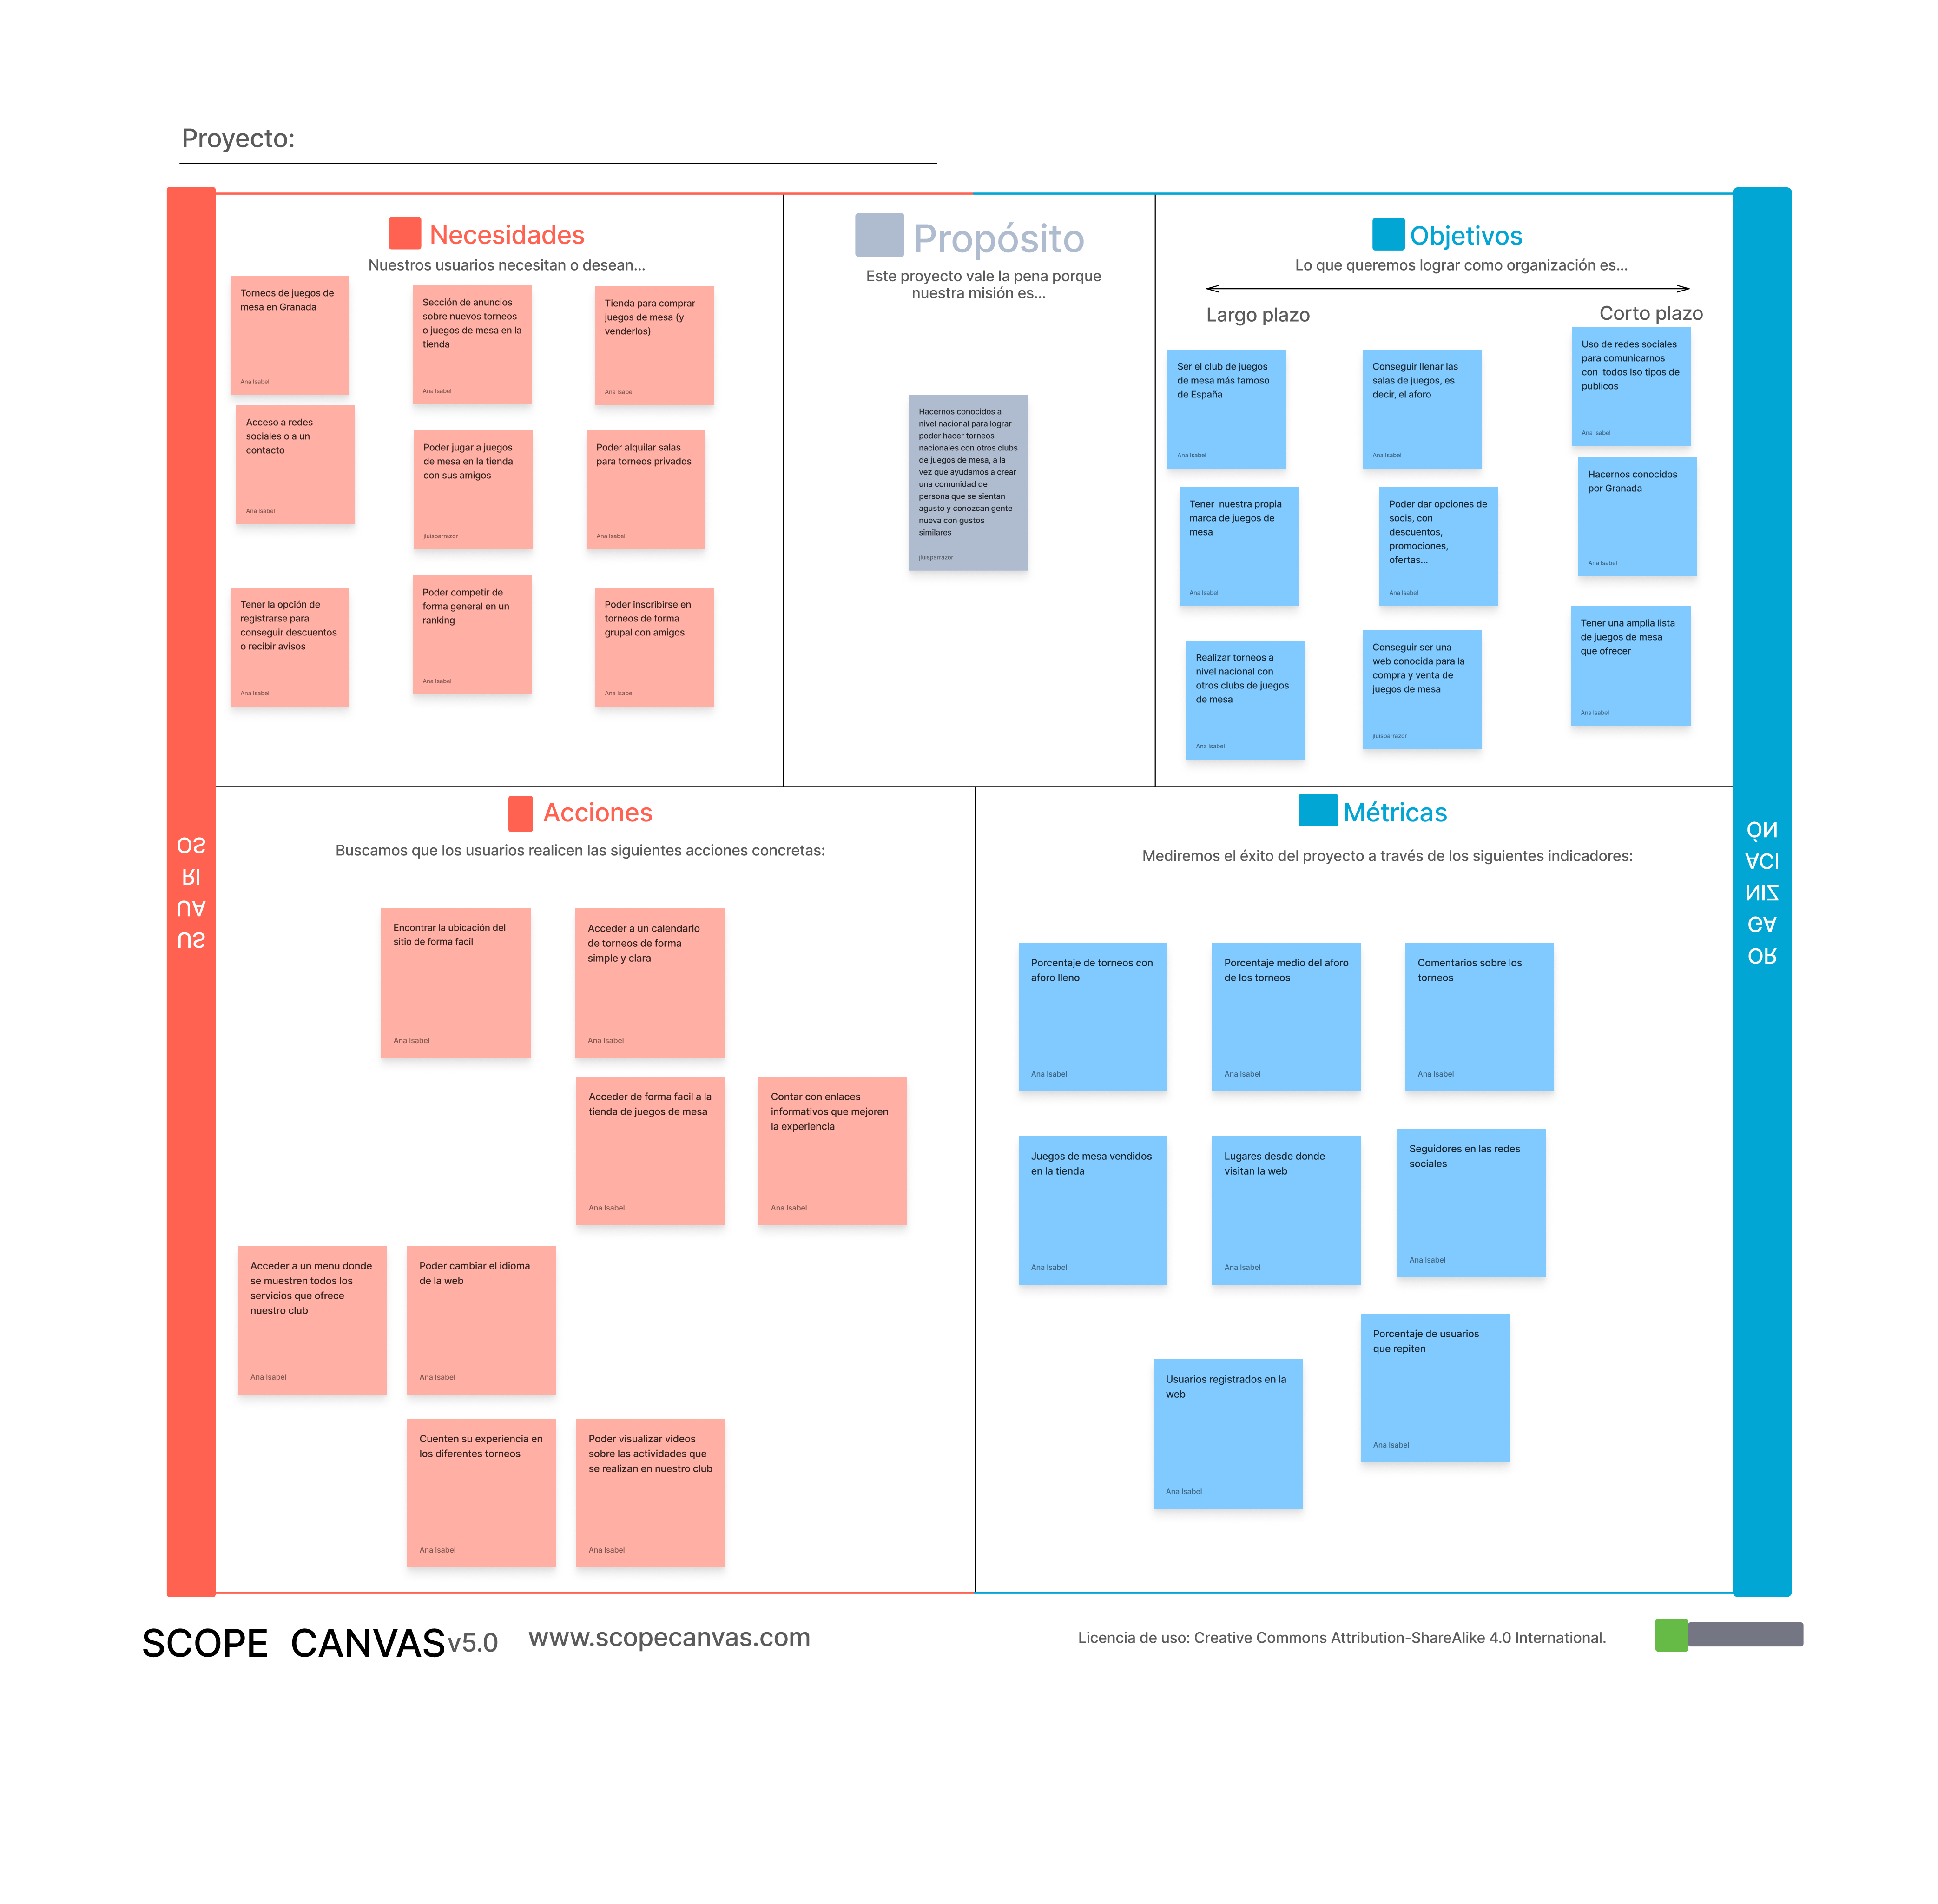 Proyecto:
Necesidades
Nuestros usuarios necesitan o desean...
Torneos de juegos de
mesa en Granada
Ana Isabel
Sección de anuncios
sobre nuevos torneos
o juegos de mesa en la
tienda
Ana Isabel
Tienda para comprar
juegos de mesa (y
venderlos)
Ana Isabel
Acceso a redes
sociales o a un
contacto
Ana Isabel
Poder jugar a juegos
de mesa en la tienda
con sus amigos
jluisparrazor
Poder alquilar salas
para torneos privados
Ana Isabel
Tener la opción de
registrarse para
conseguir descuentos
o recibir avisos
Ana Isabel
Poder competir de
forma general en un
ranking
Ana Isabel
Poder inscribirse en
torneos de forma
grupal con amigos
Ana Isabel
Propósito
Este proyecto vale la pena porque
nuestra misión es...
Hacernos conocidos a
nivel nacional para lograr
poder hacer torneos
nacionales con otros clubs
de juegos de mesa, a la
vez que ayudamos a crear
una comunidad de
persona que se sientan
agusto y conozcan gente
nueva con gustos
similares
jluisparrazor
Objetivos
Lo que queremos lograr como organización es...
Largo plazo
Corto plazo
Ser el club de juegos
de mesa más famoso
de España
Ana Isabel
Conseguir llenar las
salas de juegos, es
decir, el aforo
Ana Isabel
Uso de redes sociales
para comunicarnos
con  todos lso tipos de
publicos
Ana Isabel
Tener  nuestra propia
marca de juegos de
mesa
Ana Isabel
Poder dar opciones de
socis, con
descuentos,
promociones,
ofertas...
Ana Isabel
Hacernos conocidos
por Granada
Ana Isabel
Realizar torneos a
nivel nacional con
otros clubs de juegos
de mesa
Ana Isabel
Conseguir ser una
web conocida para la
compra y venta de
juegos de mesa
jluisparrazor
Tener una amplia lista
de juegos de mesa
que ofrecer
Ana Isabel
US
UA
RI
OS
Acciones
Buscamos que los usuarios realicen las siguientes acciones concretas:
Encontrar la ubicación del
sitio de forma facil
Ana Isabel
Acceder a un calendario
de torneos de forma
simple y clara
Ana Isabel
Acceder de forma facil a la
tienda de juegos de mesa
Ana Isabel
Contar con enlaces
informativos que mejoren
la experiencia
Ana Isabel
Acceder a un menu donde
se muestren todos los
servicios que ofrece
nuestro club
Ana Isabel
Poder cambiar el idioma
de la web
Ana Isabel
Cuenten su experiencia en
los diferentes torneos
Ana Isabel
Poder visualizar videos
sobre las actividades que
se realizan en nuestro club
Ana Isabel
Métricas
Mediremos el éxito del proyecto a través de los siguientes indicadores:
Porcentaje de torneos con
aforo lleno
Ana Isabel
Porcentaje medio del aforo
de los torneos
Ana Isabel
Comentarios sobre los
torneos
Ana Isabel
Juegos de mesa vendidos
en la tienda
Ana Isabel
Lugares desde donde
visitan la web
Ana Isabel
Seguidores en las redes
sociales
Ana Isabel
Usuarios registrados en la
web
Ana Isabel
Porcentaje de usuarios
que repiten
Ana Isabel
OR
GA
NIZ
ACI
ÓN
SCOPE  CANVAS v5.0
www.scopecanvas.com
Licencia de uso: Creative Commons Attribution-ShareAlike 4.0 International.